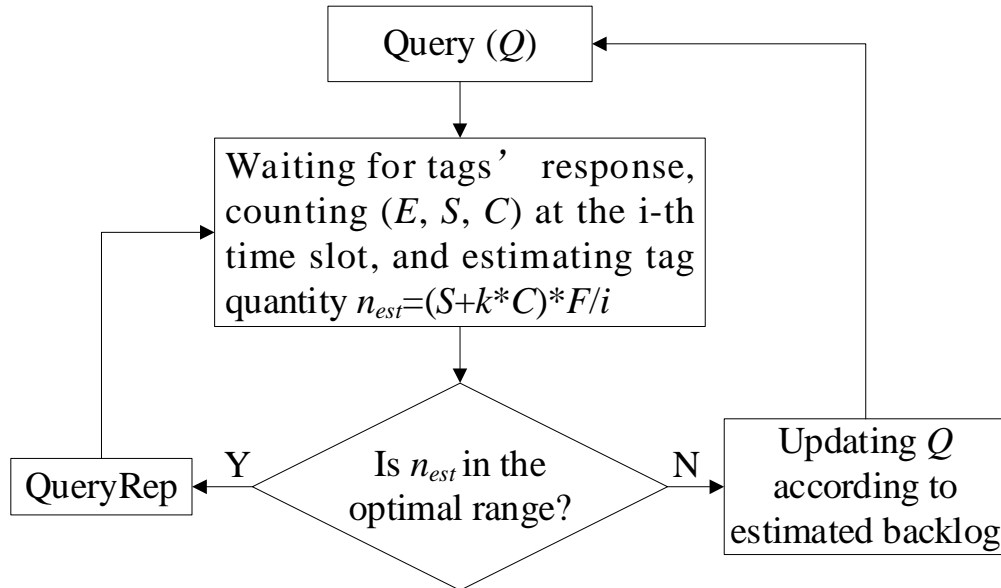 Query (Q)
Waiting for tags’ response,
counting (E, S, C) at the i-th
time slot, and estimating tag
quantity nest=(S+k*C)*F/i
Y
Is nest in the
optimal range?
N
QueryRep
Updating Q
according to
estimated backlog